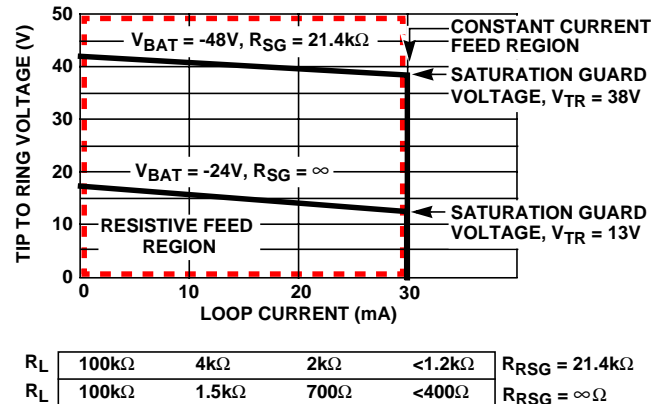 50
40
30
20
10
0
TIP TO RING VOLTAGE (V)
VBAT = -48V, RSG = 21.4kΩ
VBAT = -24V, RSG = ∞
RESISTIVE FEED
REGION
CONSTANT CURRENT
FEED REGION
SATURATION GUARD
VOLTAGE, VTR = 38V
SATURATION GUARD
VOLTAGE, VTR = 13V
0 10 20 30
LOOP CURRENT (mA)
RL 100kΩ 4kΩ 2kΩ <1.2kΩ RRSG = 21.4kΩ
RL 100kΩ 1.5kΩ 700Ω <400Ω RRSG = ∞Ω